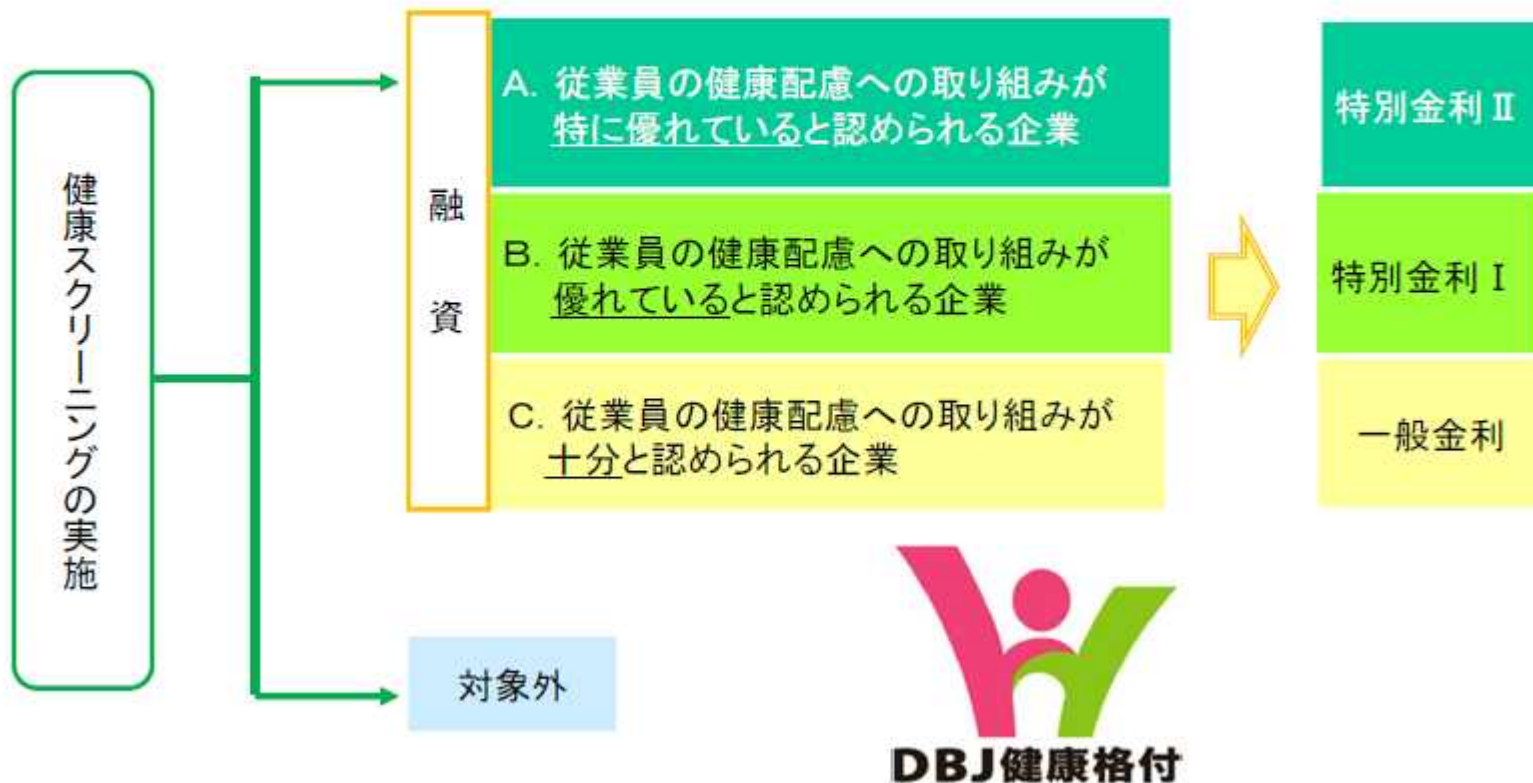 健康スクリーニングの実施
融資
A. 従業員の健康配慮への取り組みが
特に優れていると認められる企業
特別金利Ⅱ
B. 従業員の健康配慮への取り組みが
優れていると認められる企業
特別金利Ⅰ
C. 従業員の健康配慮への取り組みが
十分と認められる企業
一般金利
対象外
DBJ健康格付